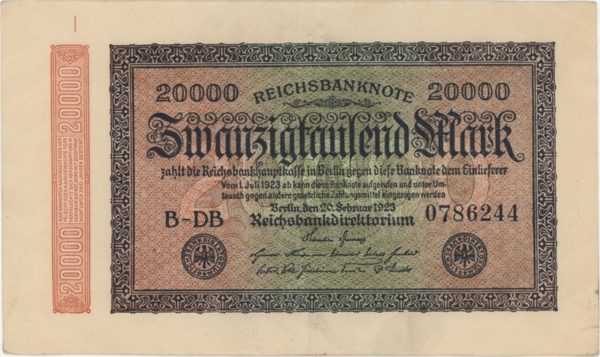 20000
REICHSBANKNOTE
20000
Zwanzigtausend Mark
zahlt die Reichsbankhauptkasse in Berlin gegen diese Banknote dem Einlieferer
Vom 1. Juli 1923 ab kann diese Banknote aufgerufen und unter Um-
tausch gegen andere gesetzliche Zahlungsmittel eingezogen werden
Berlin, den 20. Februar 1923
B-DB
Reichsbankdirektorium
0786244
20000
20000